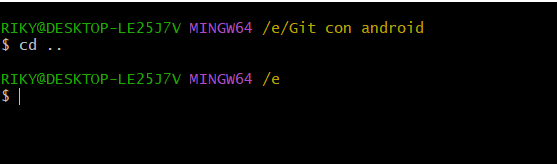 RIKY@DESKTOP-LE25J7V MINGW64 /e/Git con android
$ cd ..
RIKY@DESKTOP-LE25J7V MINGW64 /e
$